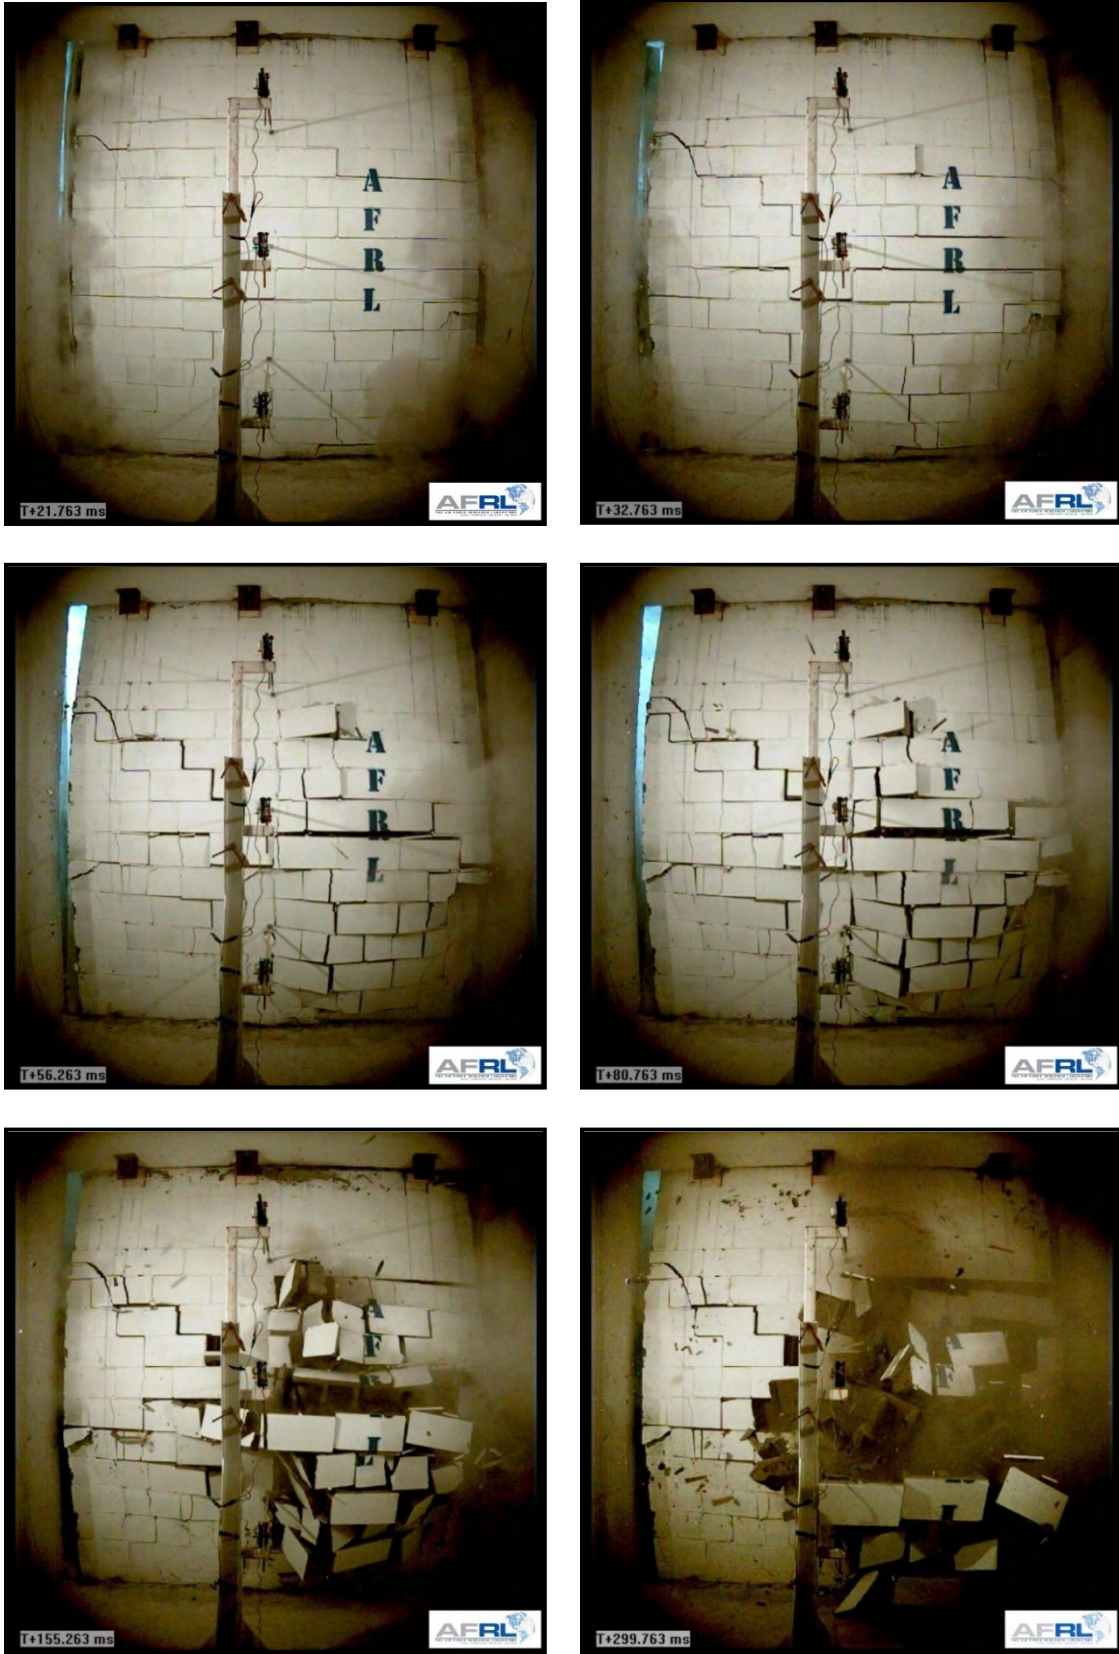 A
F
R
L
T+21.763 ms
AFRL
A
F
R
L
T+32.763 ms
AFRL
A
F
R
L
T+56.263 ms
AFRL
A
F
R
L
T+80.763 ms
AFRL
A
F
L
T+155.263 ms
AFRL
A
F
T+299.763 ms
AFRL